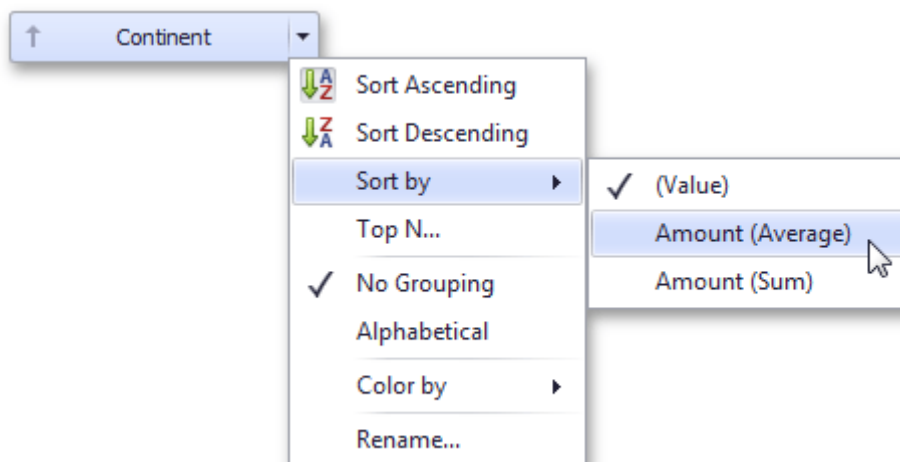 Continent
Sort Ascending
Sort Descending
Sort by
(Value)
Amount (Average)
Amount (Sum)
Top N...
No Grouping
Alphabetical
Color by
Rename...